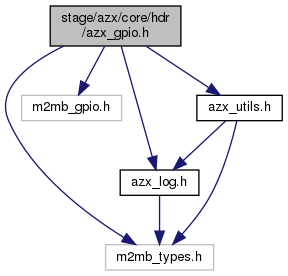 stage/azx/core/hdr
/azx_gpio.h
m2mb_gpio.h
azx_utils.h
azx_log.h
m2mb_types.h